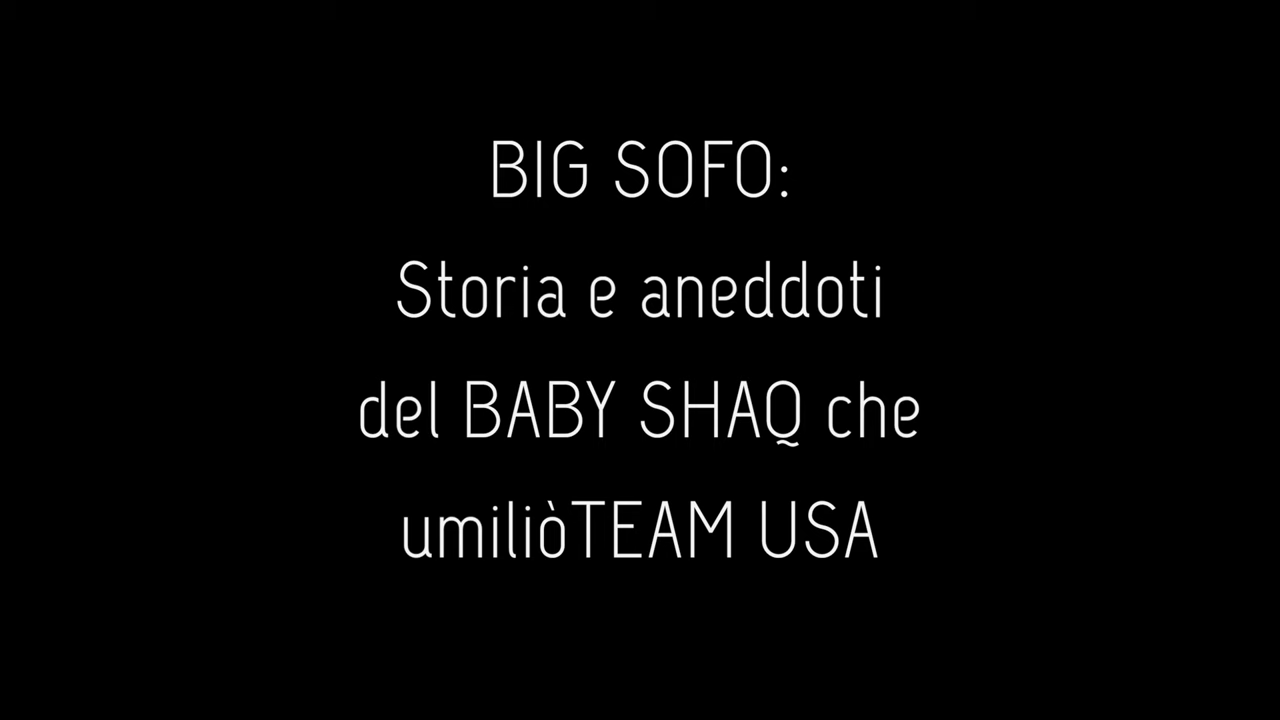 BIG SOFO:
Storia e aneddoti
del BABY SHAQ che
umiliòTEAM USA